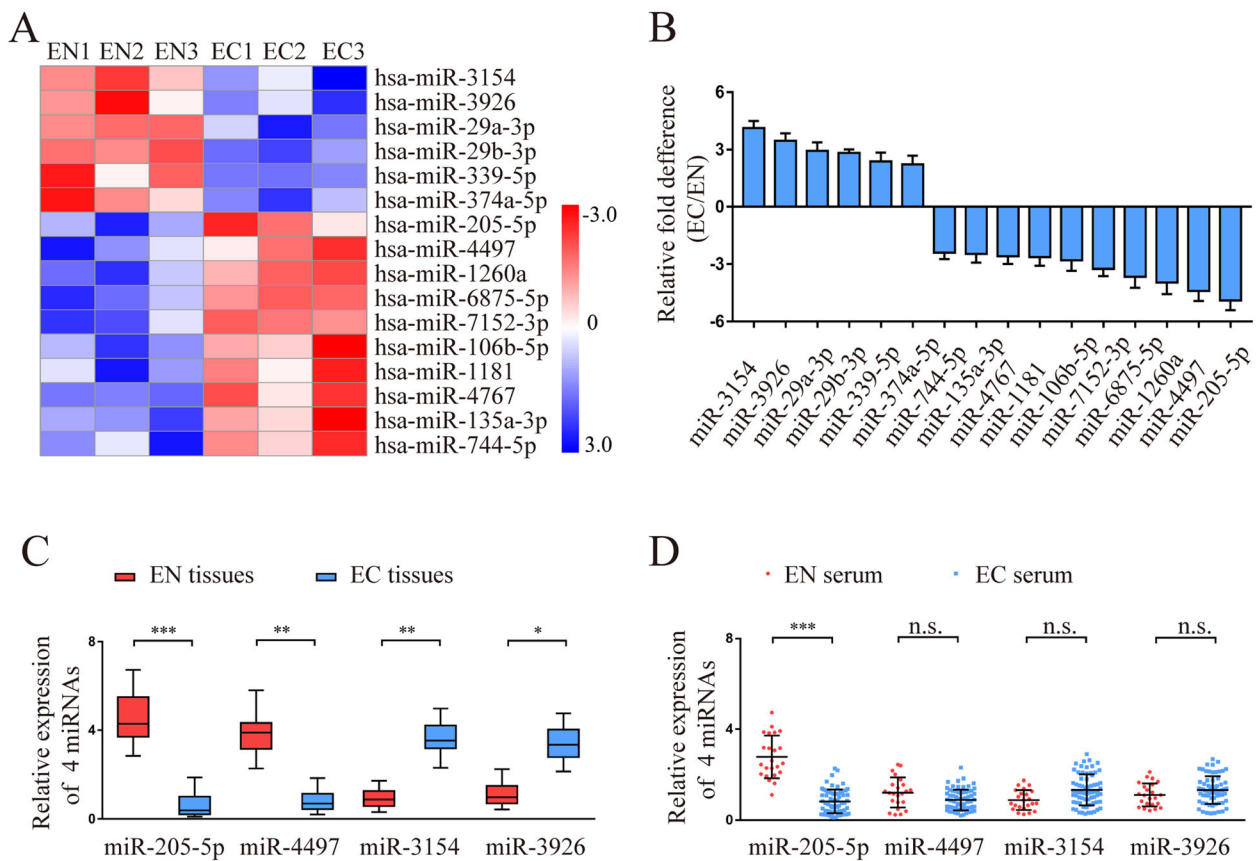 A
EN1 EN2 EN3 EC1 EC2 EC3
hsa-miR-3154
hsa-miR-3926
hsa-miR-29a-3p
hsa-miR-29b-3p
hsa-miR-339-5p
hsa-miR-374a-5p
hsa-miR-205-5p
hsa-miR-4497
hsa-miR-1260a
hsa-miR-6875-5p
hsa-miR-7152-3p
hsa-miR-106b-5p
hsa-miR-1181
hsa-miR-4767
hsa-miR-135a-3p
hsa-miR-744-5p
-3.0
0
3.0
B
Relative fold defference
(EC/EN)
6
3
0
-3
-6
miR-3154
miR-3926
miR-29a-3p
miR-29b-3p
miR-339-5p
miR-374a-5p
miR-744-5p
miR-135a-3p
miR-4767
miR-1181
miR-106b-5p
miR-7152-3p
miR-6875-5p
miR-1260a
miR-4497
miR-205-5p
C
EN tissues EC tissues
Relative expression
of 4 miRNAs
8
4
0
*** ** ** *
miR-205-5p miR-4497 miR-3154 miR-3926
D
EN serum EC serum
Relative expression
of 4 miRNAs
8
4
0
*** n.s. n.s. n.s.
miR-205-5p miR-4497 miR-3154 miR-3926